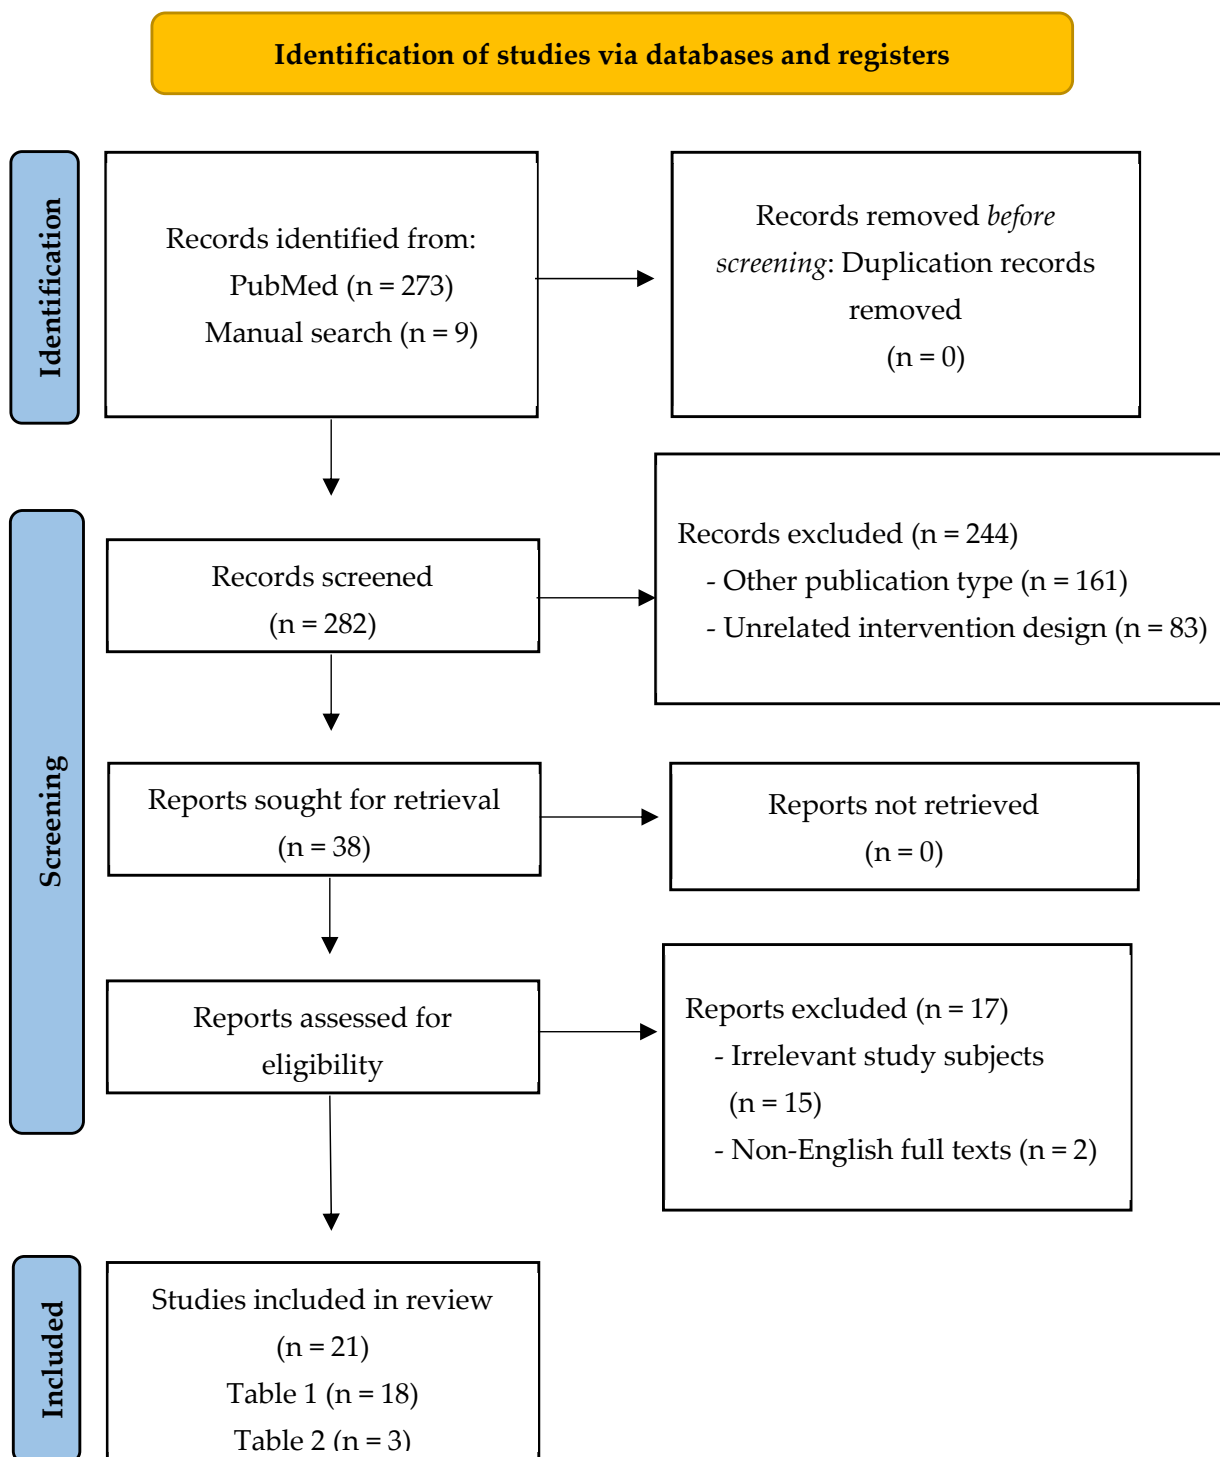 Identification of studies via databases and registers
Identification
Records identified from:
PubMed (n = 273)
Manual search (n = 9)
Records removed before
screening: Duplication records
removed
(n = 0)
Screening
Records screened
(n = 282)
Records excluded (n = 244)
- Other publication type (n = 161)
- Unrelated intervention design (n = 83)
Reports sought for retrieval
(n = 38)
Reports not retrieved
(n = 0)
Reports assessed for
eligibility
Reports excluded (n = 17)
- Irrelevant study subjects
(n = 15)
- Non-English full texts (n = 2)
Included
Studies included in review
(n = 21)
Table 1 (n = 18)
Table 2 (n = 3)